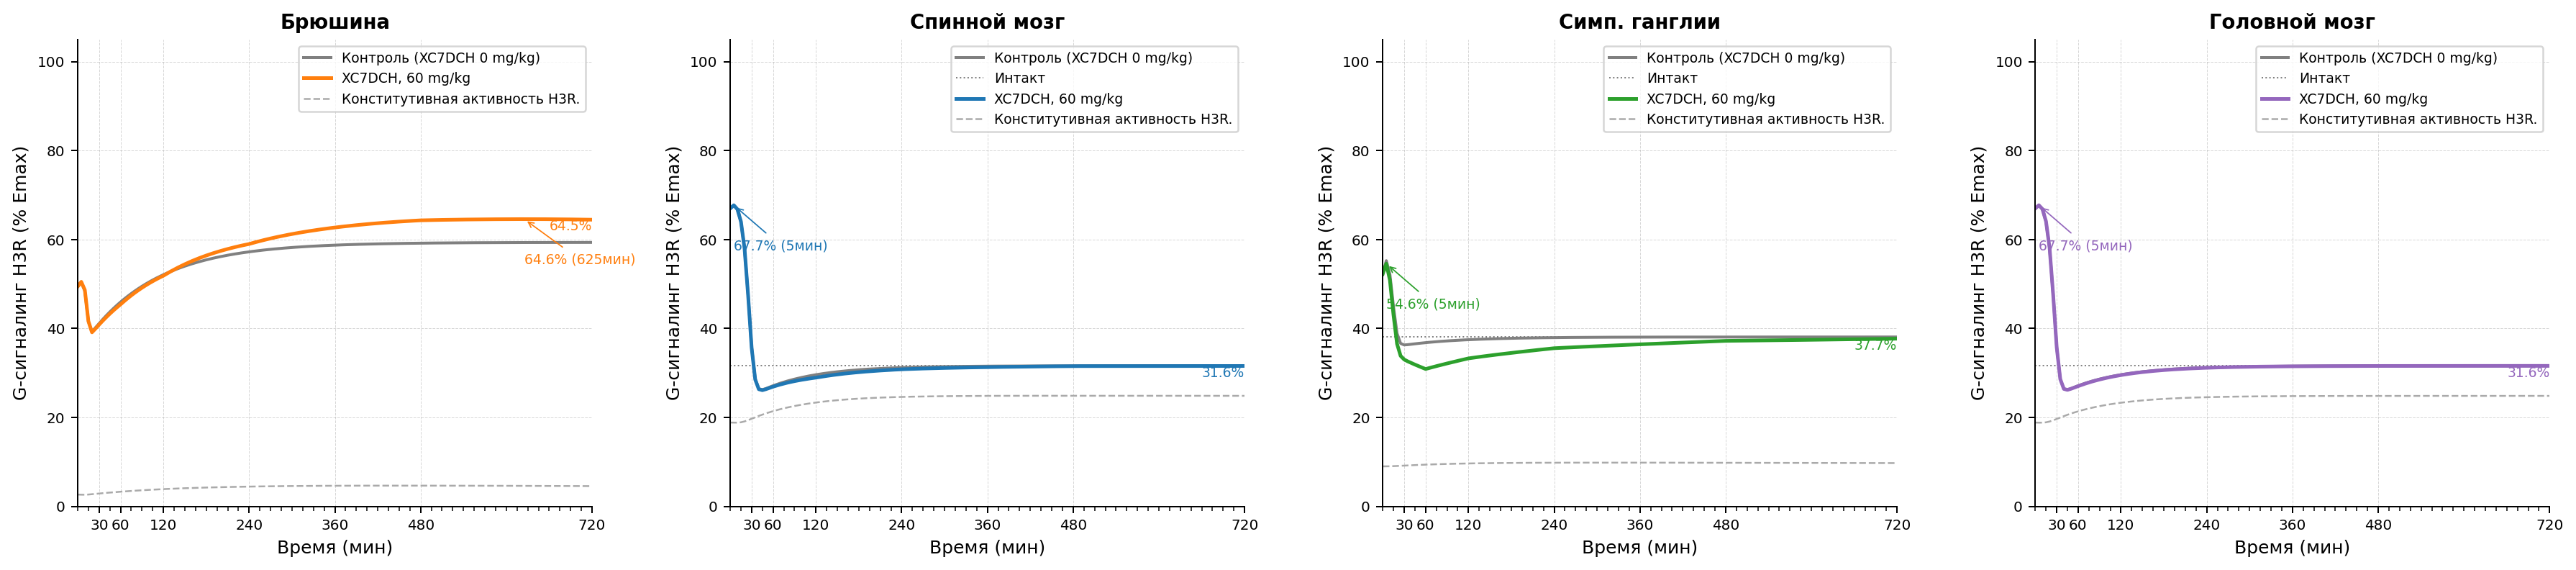 Брюшина
G-сигналинг H3R (% Emax)
100
80
60
40
20
0
Контроль (XC7DCH 0 mg/kg)
XC7DCH, 60 mg/kg
Конститутивная активность H3R.
64.5%
64.6% (625мин)
30 60 120 240 360 480 720
Время (мин)
Спинной мозг
G-сигналинг H3R (% Emax)
100
80
60
40
20
0
Контроль (XC7DCH 0 mg/kg)
Интакт
XC7DCH, 60 mg/kg
Конститутивная активность H3R.
67.7% (5мин)
31.6%
30 60 120 240 360 480 720
Время (мин)
Симп. ганглии
G-сигналинг H3R (% Emax)
100
80
60
40
20
0
Контроль (XC7DCH 0 mg/kg)
Интакт
XC7DCH, 60 mg/kg
Конститутивная активность H3R.
54.6% (5мин)
37.7%
30 60 120 240 360 480 720
Время (мин)
Головной мозг
G-сигналинг H3R (% Emax)
100
80
60
40
20
0
Контроль (XC7DCH 0 mg/kg)
Интакт
XC7DCH, 60 mg/kg
Конститутивная активность H3R.
67.7% (5мин)
31.6%
30 60 120 240 360 480 720
Время (мин)